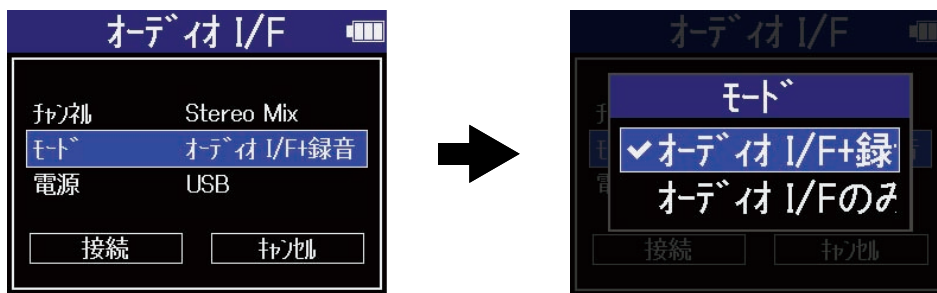 オーディオ I/F
チャンネル Stereo Mix
モード オーディオ I/F+録音
電源 USB
接続 キャンセル
オーディオ I/F
モード
✔オーディオ I/F+録
オーディオ I/Fのみ
接続 キャンセル